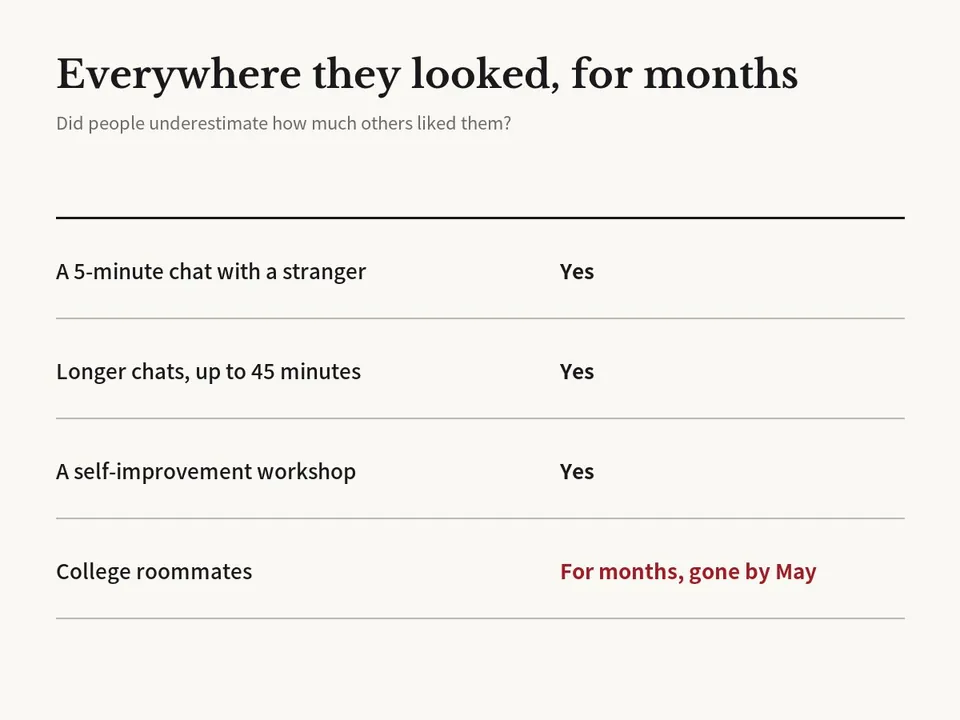 Everywhere they looked, for months
Did people underestimate how much others liked them?
A 5-minute chat with a stranger
Yes
Longer chats, up to 45 minutes
Yes
A self-improvement workshop
Yes
College roommates
For months, gone by May